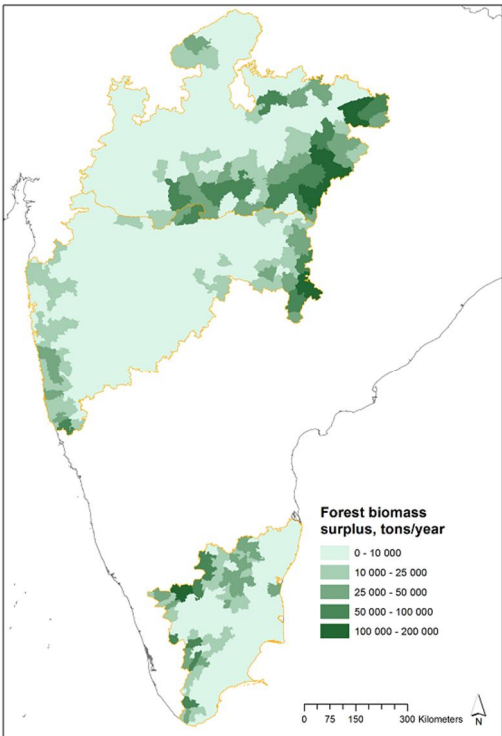 Forest biomass
surplus, tons/year
0 - 10 000
10 000 - 25 000
25 000 - 50 000
50 000 - 100 000
100 000 - 200 000
0 75 150 300 Kilometers
N